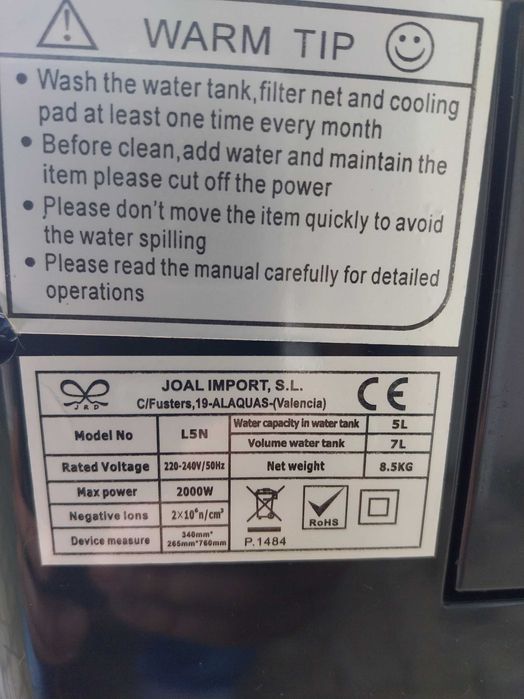 WARM TIP
• Wash the water tank,filter net and cooling
pad at least one time every month
• Before clean,add water and maintain the
item please cut off the power
• Please don't move the item quickly to avoid
the water spilling
• Please read the manual carefully for detailed
operations
JRD
JOAL IMPORT, S.L.
C/Fusters,19-ALAQUAS-(Valencia)
CE
Model No L5N
Water capacity in water tank 5L
Volume water tank 7L
Rated Voltage 220-240V/50Hz Net weight 8.5KG
Max power 2000W
Negative Ions 2×10⁶n/cm³
Device measure 340mm*
265mm*760mm
RoHS
P.1484